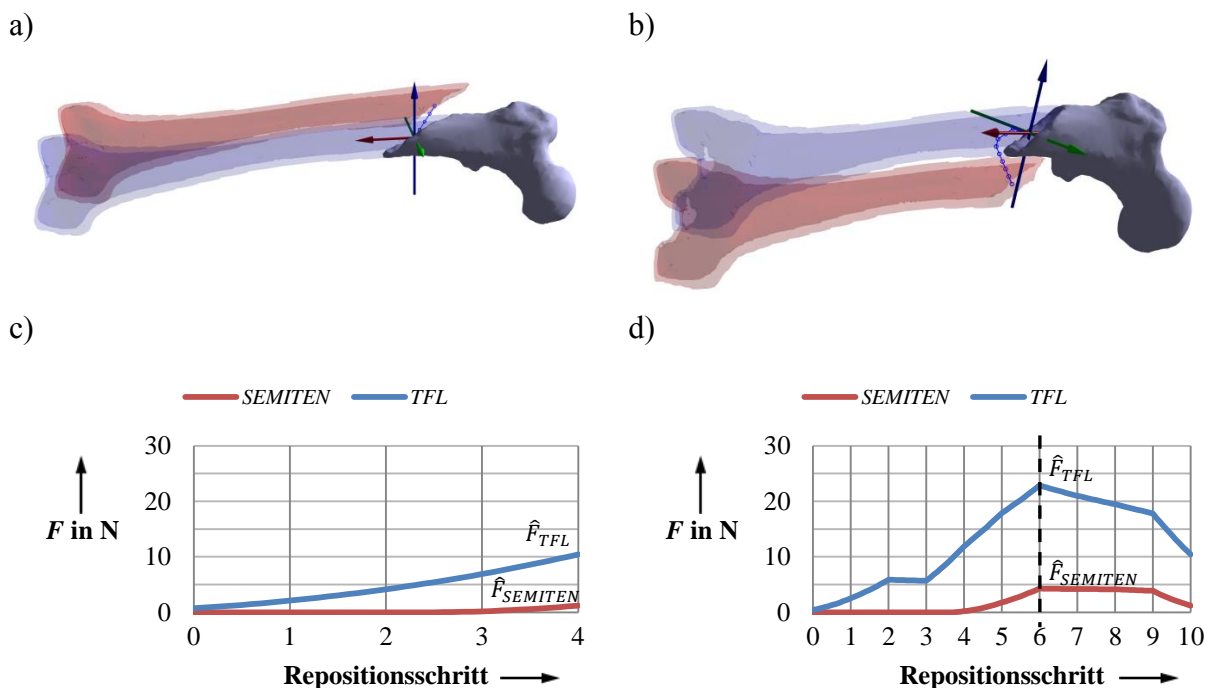 a)
b)
c)
d)
SEMITEN TFL
30
20
10
0
F in N
F̂TFL
F̂SEMITEN
0 1 2 3 4
Repositionsschritt
SEMITEN TFL
30
20
10
0
F in N
F̂TFL
F̂SEMITEN
0 1 2 3 4 5 6 7 8 9 10
Repositionsschritt